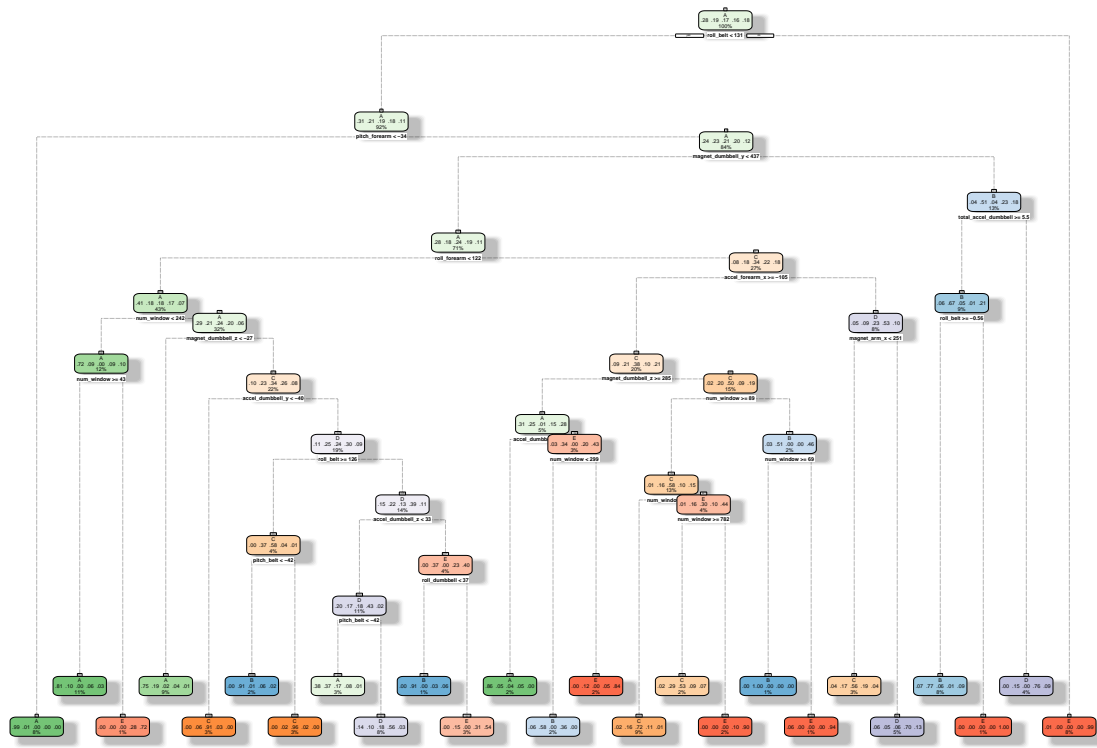 A
.28 .19 .17 .16 .18
100%
roll_belt < 131
A
.31 .21 .19 .18 .11
92%
pitch_forearm < −34
A
.24 .23 .21 .20 .12
84%
magnet_dumbbell_y < 437
B
.04 .51 .04 .23 .18
13%
total_accel_dumbbell >= 5.5
A
.28 .18 .24 .19 .11
71%
roll_forearm < 122
C
.08 .18 .34 .22 .18
27%
accel_forearm_x >= −105
A
.41 .18 .18 .17 .07
43%
num_window < 242
B
.06 .67 .05 .01 .21
9%
roll_belt >= −0.56
A
.29 .21 .24 .20 .06
32%
magnet_dumbbell_z < −27
D
.05 .09 .23 .53 .10
8%
magnet_arm_x < 251
A
.72 .09 .00 .09 .10
12%
num_window >= 43
C
.09 .21 .38 .10 .21
20%
magnet_dumbbell_z >= 285
C
.10 .23 .34 .26 .08
22%
accel_dumbbell_y < −40
C
.02 .20 .50 .09 .19
15%
num_window >= 89
A
.31 .25 .01 .15 .28
5%
accel_dumbb
D
.11 .25 .24 .30 .09
19%
roll_belt >= 126
E
.03 .34 .00 .20 .43
3%
num_window < 299
B
.03 .51 .00 .00 .46
2%
num_window >= 69
C
.01 .16 .58 .10 .15
13%
num_windo
D
.15 .22 .13 .39 .11
14%
accel_dumbbell_z < 33
E
.01 .16 .30 .10 .44
4%
num_window >= 782
C
.00 .37 .58 .04 .01
4%
pitch_belt < −42
E
.00 .37 .00 .23 .40
4%
roll_dumbbell < 37
D
.20 .17 .18 .43 .02
11%
pitch_belt < −42
A
.81 .10 .00 .06 .03
11%
A
.75 .19 .02 .04 .01
9%
B
.00 .91 .01 .06 .02
2%
A
.38 .37 .17 .08 .01
3%
B
.00 .91 .00 .03 .06
1%
A
.86 .05 .04 .05 .00
2%
E
.00 .12 .00 .05 .84
2%
C
.02 .29 .53 .09 .07
2%
B
.00 1.00 .00 .00 .00
1%
C
.04 .17 .56 .19 .04
3%
B
.07 .77 .06 .01 .09
8%
D
.00 .15 .00 .76 .09
4%
A
.99 .01 .00 .00 .00
8%
E
.00 .00 .00 .28 .72
1%
C
.00 .06 .91 .03 .00
3%
C
.00 .02 .96 .02 .00
3%
D
.14 .10 .18 .56 .03
8%
E
.00 .15 .00 .31 .54
3%
B
.06 .58 .00 .36 .00
2%
C
.02 .16 .72 .11 .01
9%
E
.00 .00 .00 .10 .90
2%
E
.06 .00 .00 .00 .94
1%
D
.06 .05 .06 .70 .13
5%
E
.00 .00 .00 .00 1.00
1%
E
.01 .00 .00 .00 .99
8%